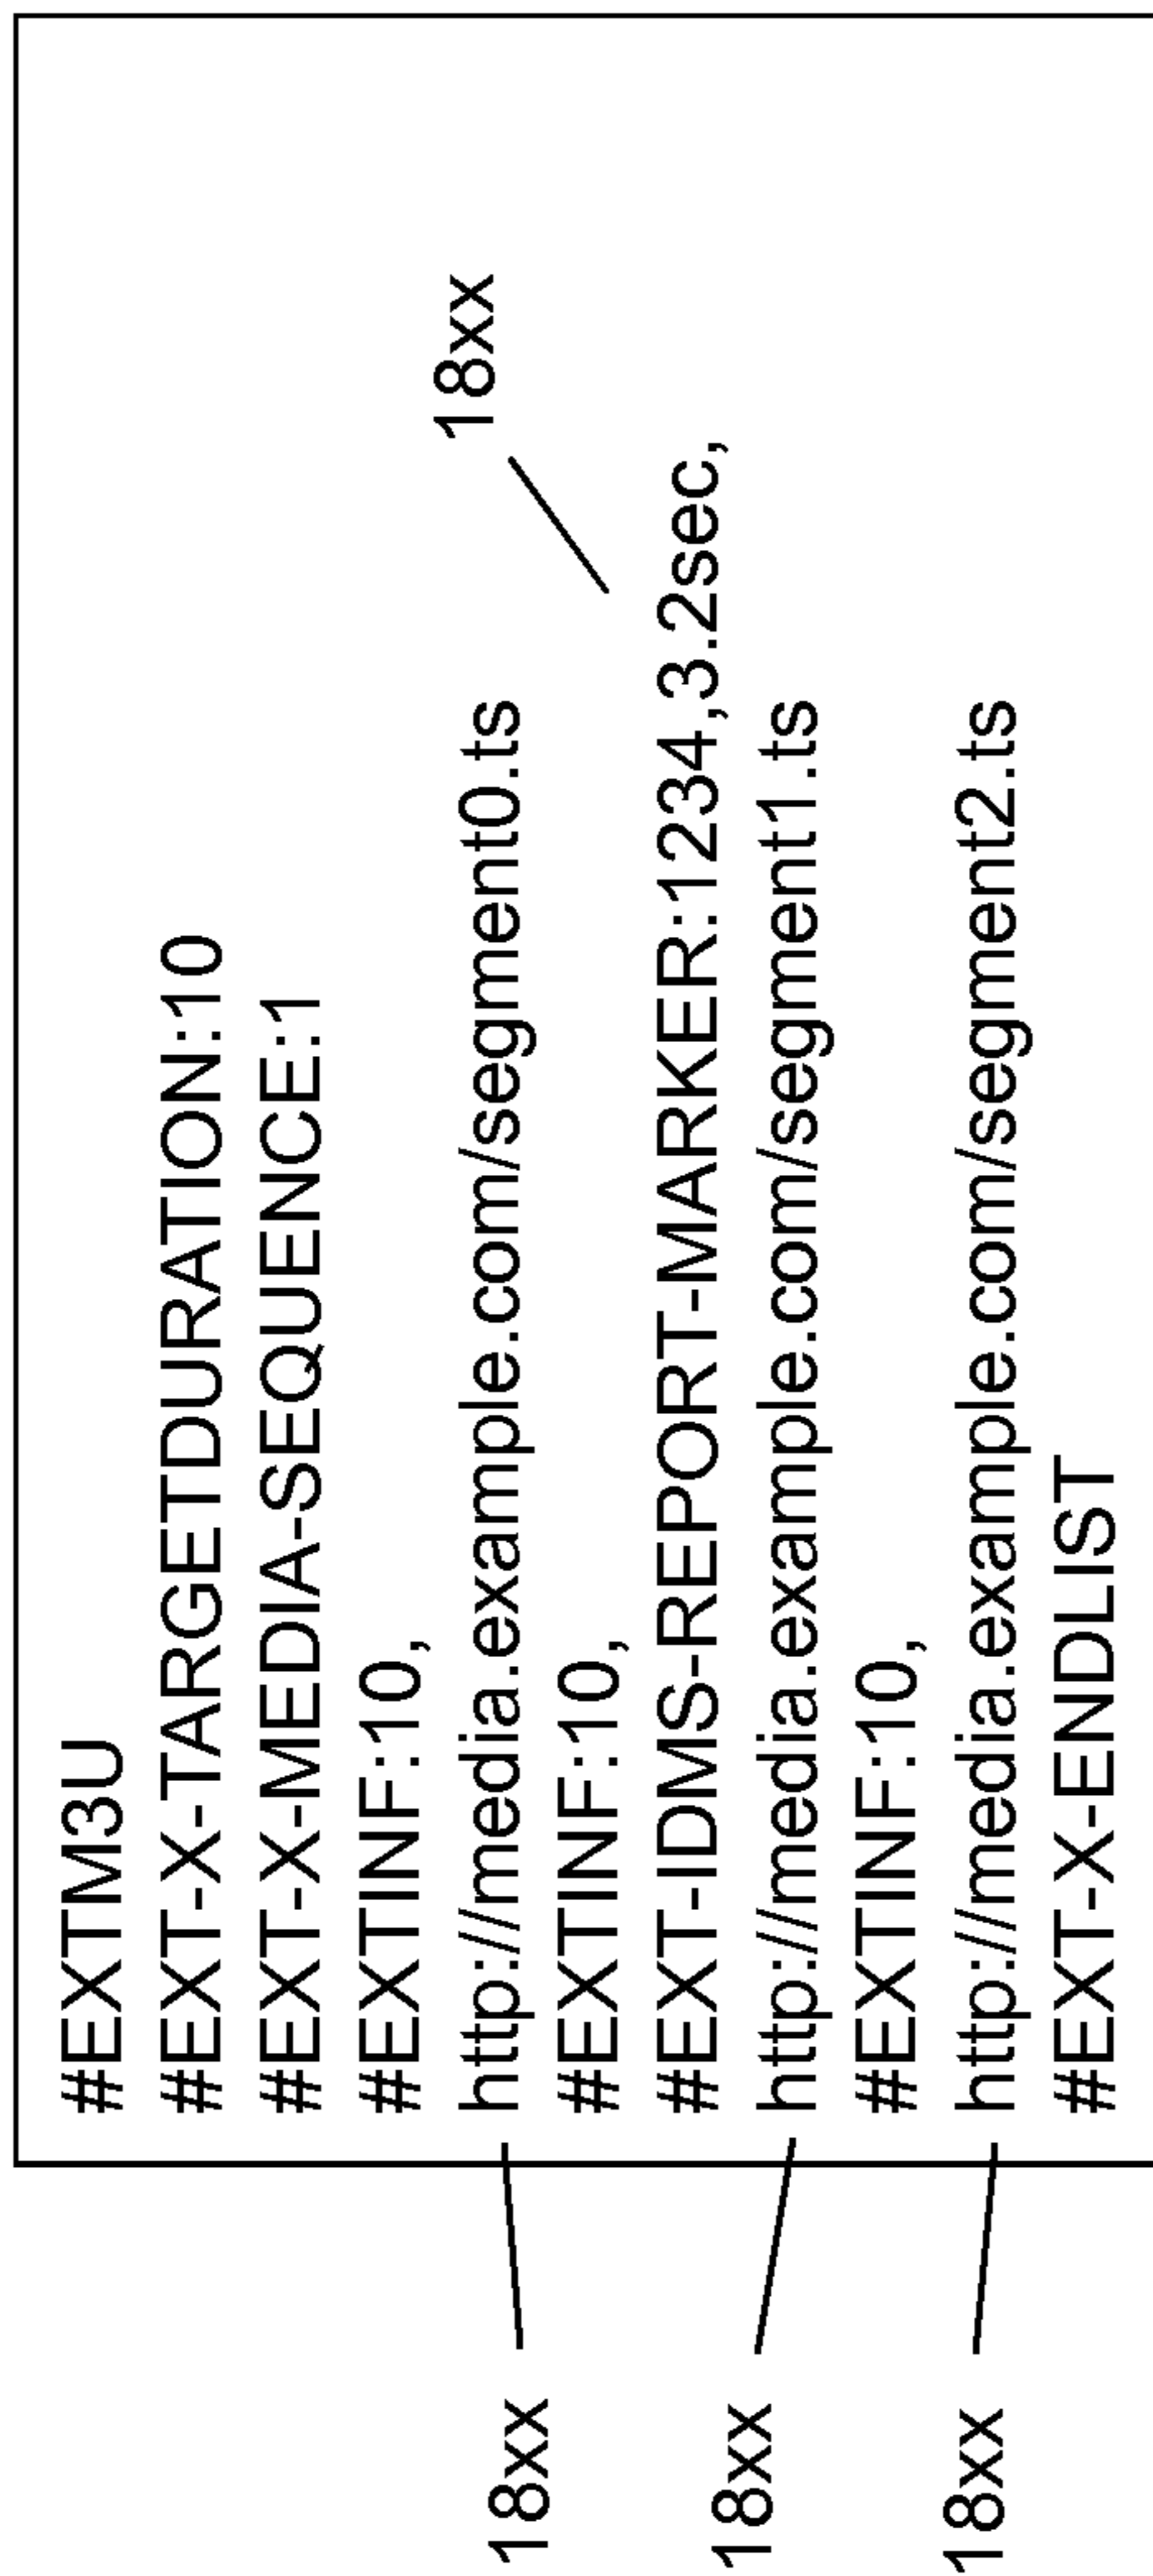 #EXTM3U
#EXT-X-TARGETDURATION:10
#EXT-X-MEDIA-SEQUENCE:1
#EXTINF:10,
18xx
http://media.example.com/segment0.ts
18xx
#EXTINF:10,
#EXT-IDMS-REPORT-MARKER:1234,3.2sec,
18xx
http://media.example.com/segment1.ts
#EXTINF:10,
18xx
http://media.example.com/segment2.ts
#EXT-X-ENDLIST